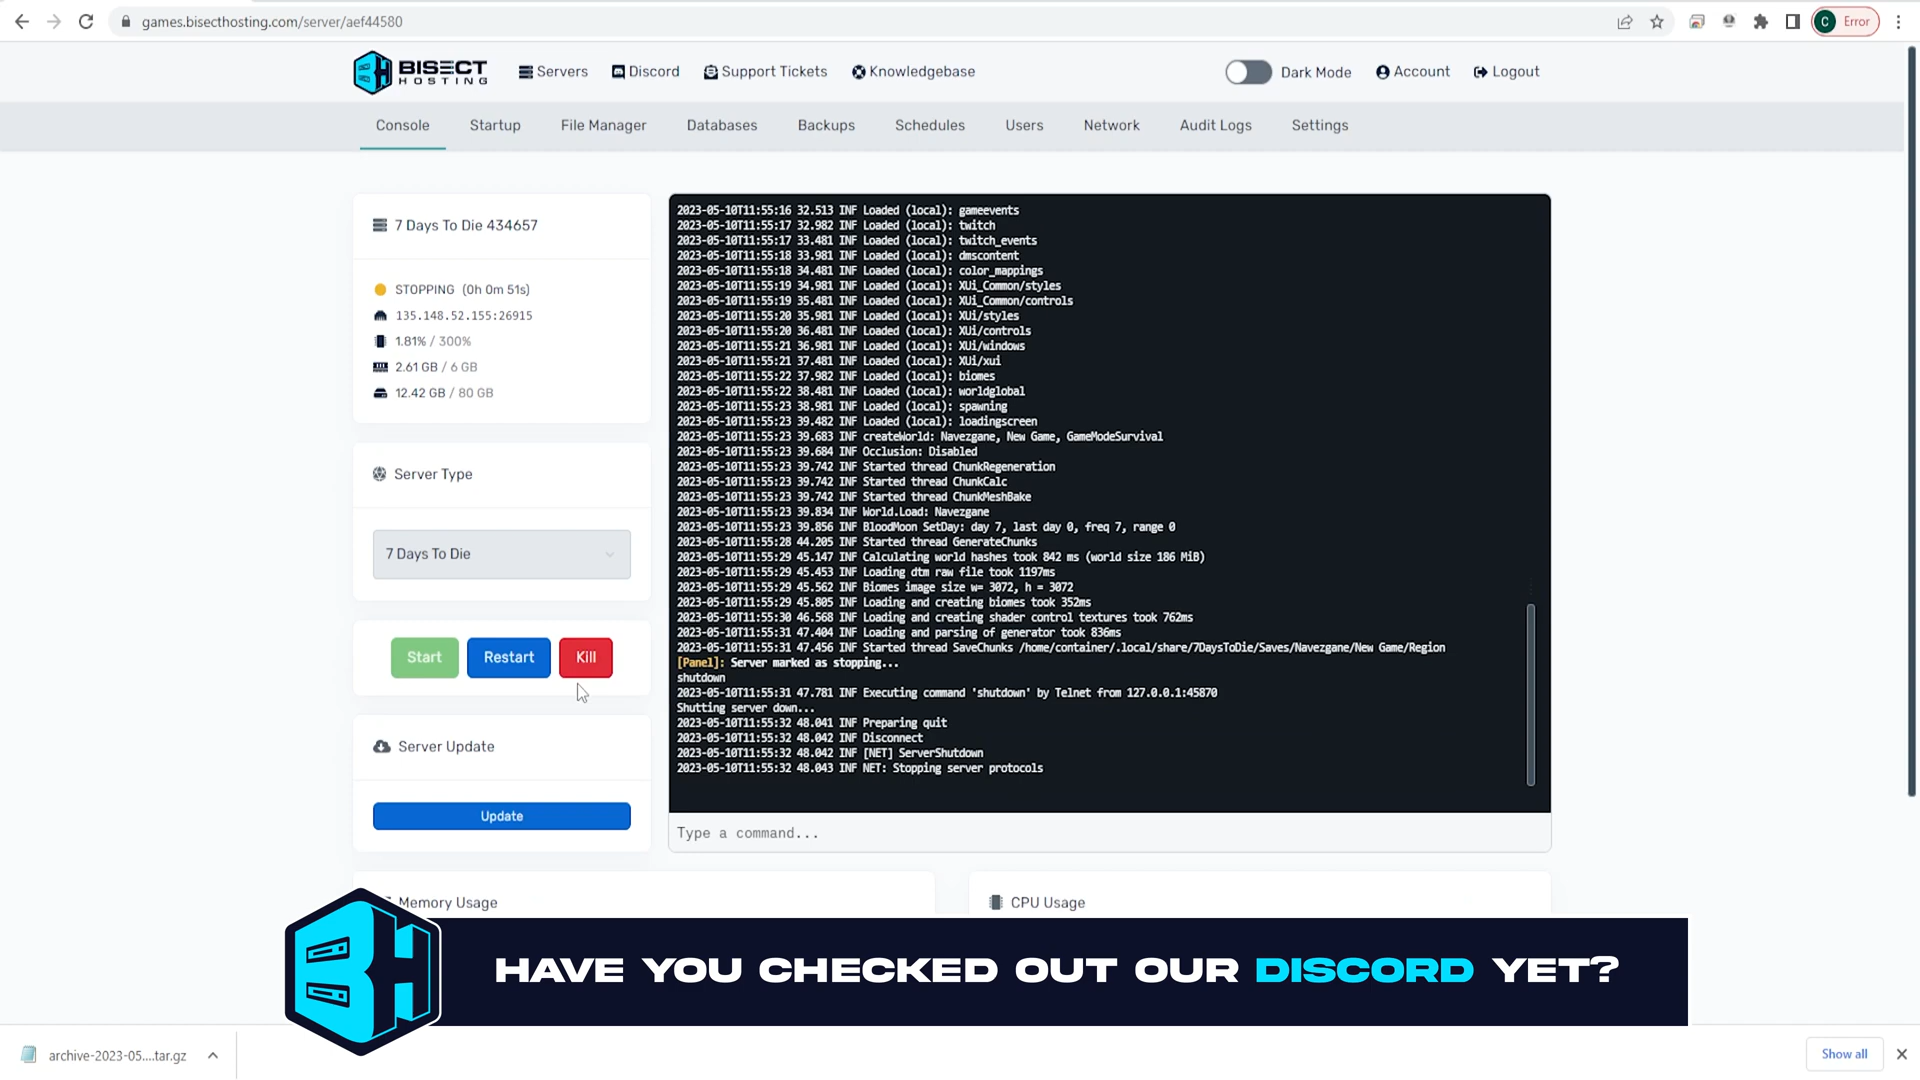 games.bisecthosting.com/server/aef44580
C Error
BISECT
HOSTING
Servers
Discord
Support Tickets
Knowledgebase
Dark Mode
Account
Logout
Console
Startup
File Manager
Databases
Backups
Schedules
Users
Network
Audit Logs
Settings
7 Days To Die 434657
STOPPING (0h 0m 51s)
135.148.52.155:26915
1.81% / 300%
2.61 GB / 6 GB
12.42 GB / 80 GB
Server Type
7 Days To Die
Start
Restart
Kill
Server Update
Update
2023-05-10T11:55:16 32.513 INF Loaded (local): gameevents
2023-05-10T11:55:17 32.982 INF Loaded (local): twitch
2023-05-10T11:55:17 33.481 INF Loaded (local): twitch_events
2023-05-10T11:55:18 33.981 INF Loaded (local): dmscontent
2023-05-10T11:55:18 34.481 INF Loaded (local): color_mappings
2023-05-10T11:55:19 34.981 INF Loaded (local): XUi_Common/styles
2023-05-10T11:55:19 35.481 INF Loaded (local): XUi_Common/controls
2023-05-10T11:55:20 35.981 INF Loaded (local): XUi/styles
2023-05-10T11:55:20 36.481 INF Loaded (local): XUi/controls
2023-05-10T11:55:21 36.981 INF Loaded (local): XUi/windows
2023-05-10T11:55:21 37.481 INF Loaded (local): XUi/xui
2023-05-10T11:55:22 37.982 INF Loaded (local): biomes
2023-05-10T11:55:22 38.481 INF Loaded (local): worldglobal
2023-05-10T11:55:23 38.981 INF Loaded (local): spawning
2023-05-10T11:55:23 39.482 INF Loaded (local): loadingscreen
2023-05-10T11:55:23 39.683 INF createWorld: Navezgane, New Game, GameModeSurvival
2023-05-10T11:55:23 39.684 INF Occlusion: Disabled
2023-05-10T11:55:23 39.742 INF Started thread ChunkRegeneration
2023-05-10T11:55:23 39.742 INF Started thread ChunkCalc
2023-05-10T11:55:23 39.742 INF Started thread ChunkMeshBake
2023-05-10T11:55:23 39.834 INF World.Load: Navezgane
2023-05-10T11:55:23 39.856 INF BloodMoon SetDay: day 7, last day 0, freq 7, range 0
2023-05-10T11:55:28 44.205 INF Started thread GenerateChunks
2023-05-10T11:55:29 45.147 INF Calculating world hashes took 842 ms (world size 186 MiB)
2023-05-10T11:55:29 45.453 INF Loading dtm raw file took 1197ms
2023-05-10T11:55:29 45.562 INF Biomes image size w= 3072, h = 3072
2023-05-10T11:55:29 45.805 INF Loading and creating biomes took 352ms
2023-05-10T11:55:30 46.568 INF Loading and creating shader control textures took 762ms
2023-05-10T11:55:31 47.404 INF Loading and parsing of generator took 836ms
2023-05-10T11:55:31 47.456 INF Started thread SaveChunks /home/container/.local/share/7DaysToDie/Saves/Navezgane/New Game/Region
[Panel]: Server marked as stopping...
shutdown
2023-05-10T11:55:31 47.781 INF Executing command 'shutdown' by Telnet from 127.0.0.1:45870
Shutting server down...
2023-05-10T11:55:32 48.041 INF Preparing quit
2023-05-10T11:55:32 48.042 INF Disconnect
2023-05-10T11:55:32 48.042 INF [NET] ServerShutdown
2023-05-10T11:55:32 48.043 INF NET: Stopping server protocols
Type a command...
Memory Usage
CPU Usage
HAVE YOU CHECKED OUT OUR DISCORD YET?
archive-2023-05....tar.gz
Show all